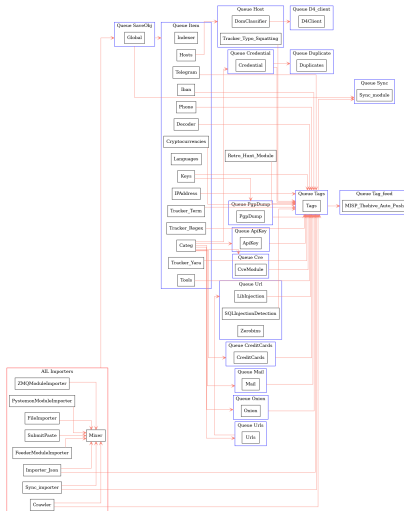 Queue SaveObj
Global
Queue Item
Indexer
Hosts
Telegram
Iban
Phone
Decoder
Cryptocurrencies
Languages
Keys
IPAddress
Tracker_Term
Tracker_Regex
Categ
Tracker_Yara
Tools
Queue Host
DomClassifier
Tracker_Typo_Squatting
Queue D4_client
D4Client
Queue Credential
Credential
Queue Duplicate
Duplicates
Queue Sync
Sync_module
Retro_Hunt_Module
Queue Tags
Tags
Queue Tag_feed
MISP_Thehive_Auto_Push
Queue PgpDump
PgpDump
Queue ApiKey
ApiKey
Queue Cve
CveModule
Queue Url
LibInjection
SQLInjectionDetection
Zerobins
Queue CreditCards
CreditCards
Queue Mail
Mail
Queue Onion
Onion
Queue Urls
Urls
AIL Importers
ZMQModuleImporter
PystemonModuleImporter
FileImporter
SubmitPaste
FeederModuleImporter
Importer_Json
Sync_importer
Crawler
Mixer